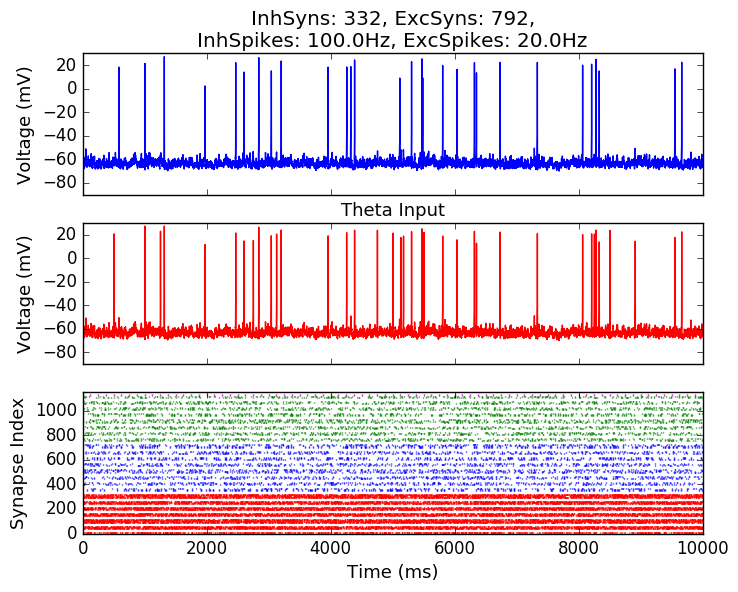 InhSyns: 332, ExcSyns: 792,
InhSpikes: 100.0Hz, ExcSpikes: 20.0Hz
Voltage (mV)
20
0
−20
−40
−60
−80
Theta Input
Voltage (mV)
20
0
−20
−40
−60
−80
Synapse Index
1000
800
600
400
200
0
0 2000 4000 6000 8000 10000
Time (ms)